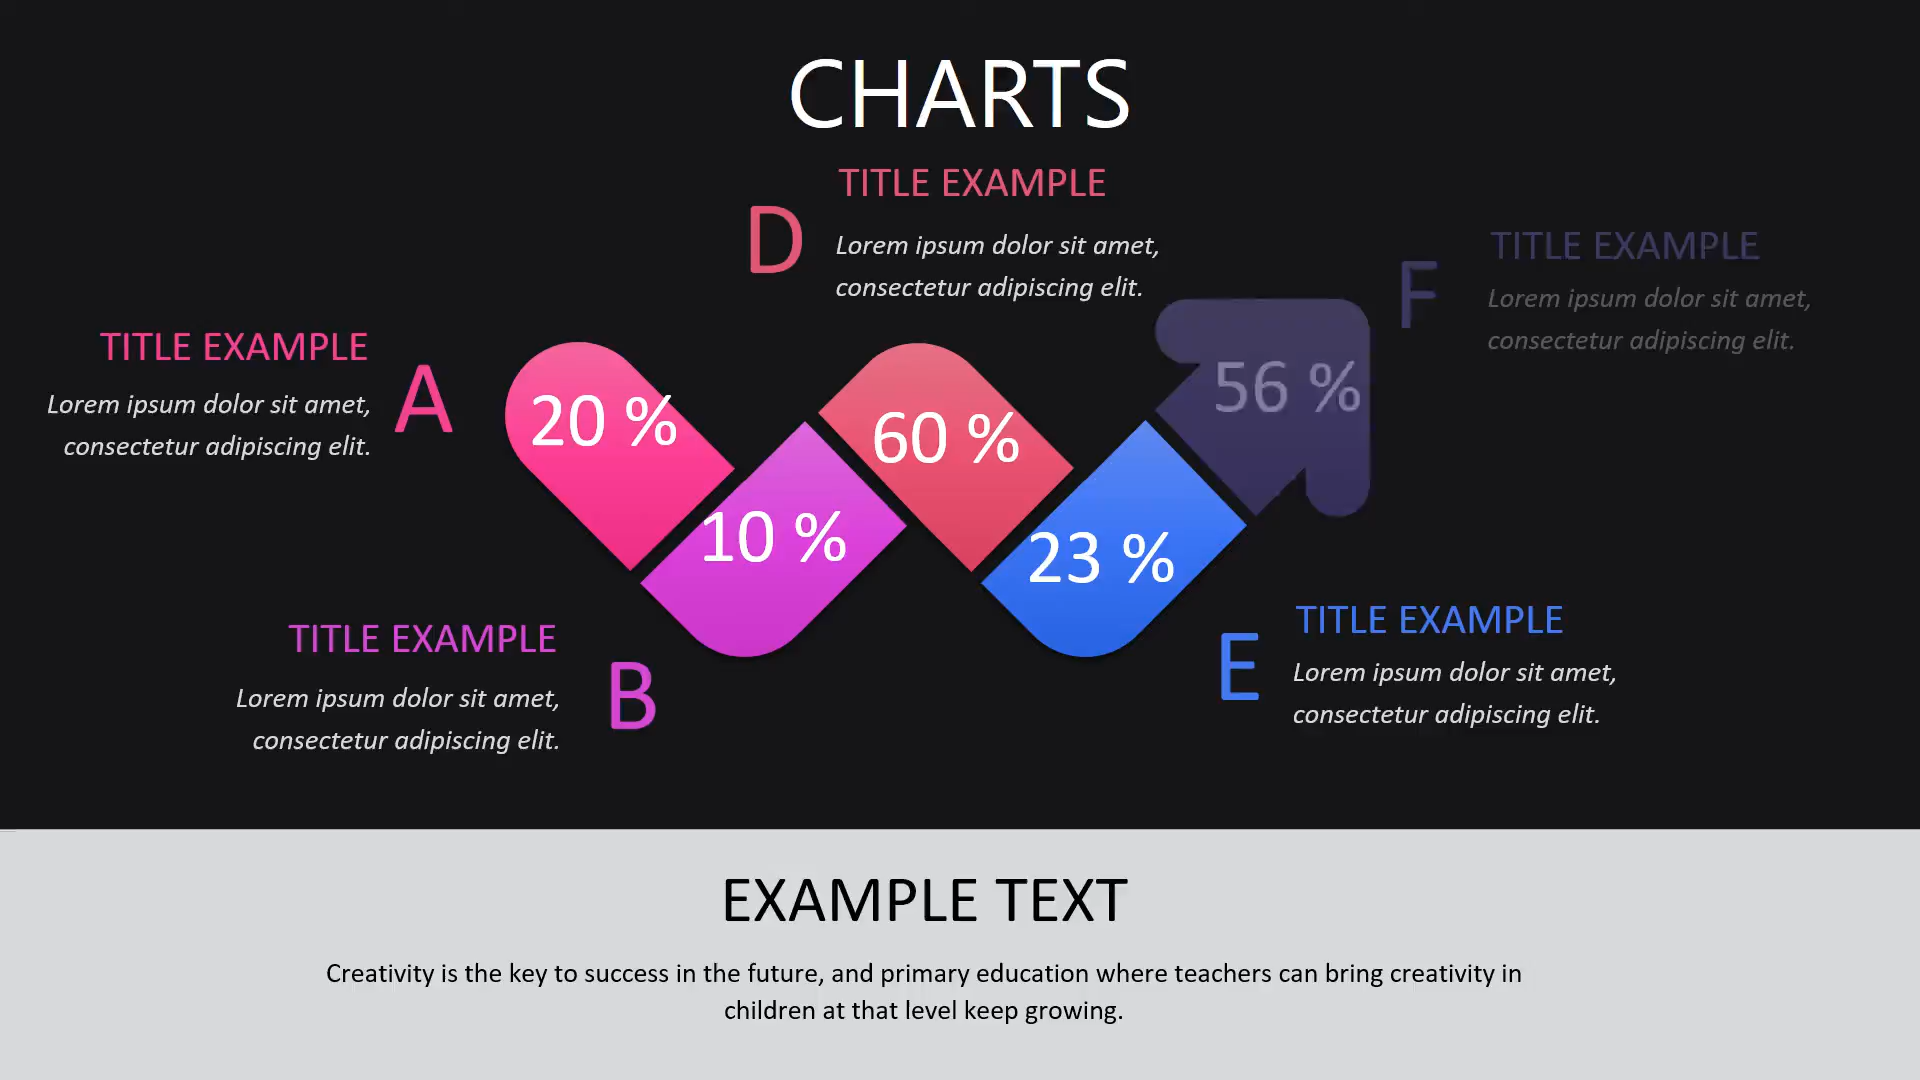 CHARTS
TITLE EXAMPLE
D
Lorem ipsum dolor sit amet,
consectetur adipiscing elit.
TITLE EXAMPLE
F
Lorem ipsum dolor sit amet,
consectetur adipiscing elit.
TITLE EXAMPLE
A
Lorem ipsum dolor sit amet,
consectetur adipiscing elit.
20 %
10 %
60 %
23 %
56 %
TITLE EXAMPLE
B
Lorem ipsum dolor sit amet,
consectetur adipiscing elit.
TITLE EXAMPLE
E
Lorem ipsum dolor sit amet,
consectetur adipiscing elit.
EXAMPLE TEXT
Creativity is the key to success in the future, and primary education where teachers can bring creativity in
children at that level keep growing.